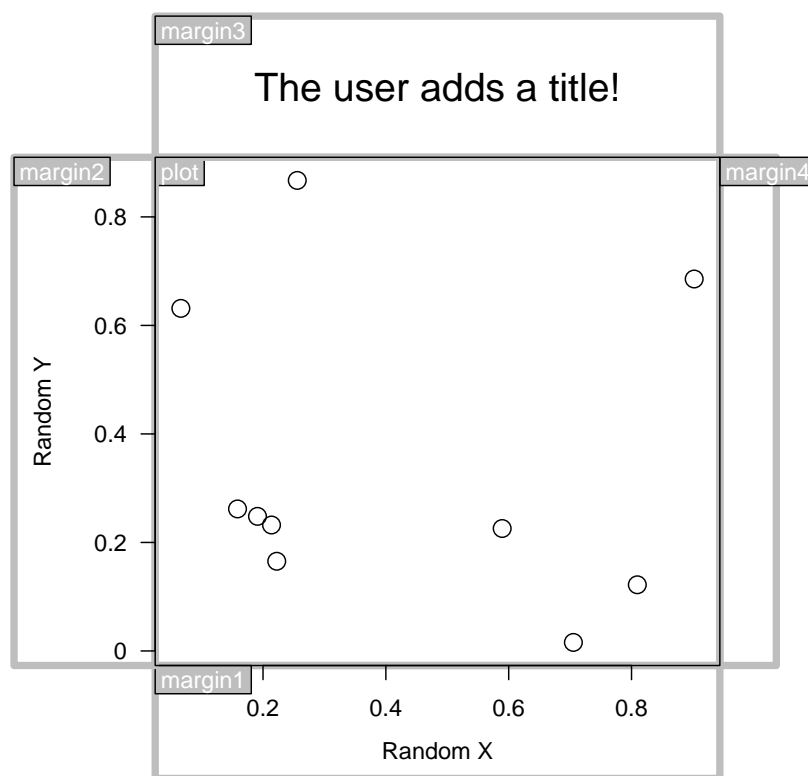 margin3
The user adds a title!
margin2
plot
margin4
0.8
0.6
0.4
0.2
0
Random Y
margin1
0.2 0.4 0.6 0.8
Random X